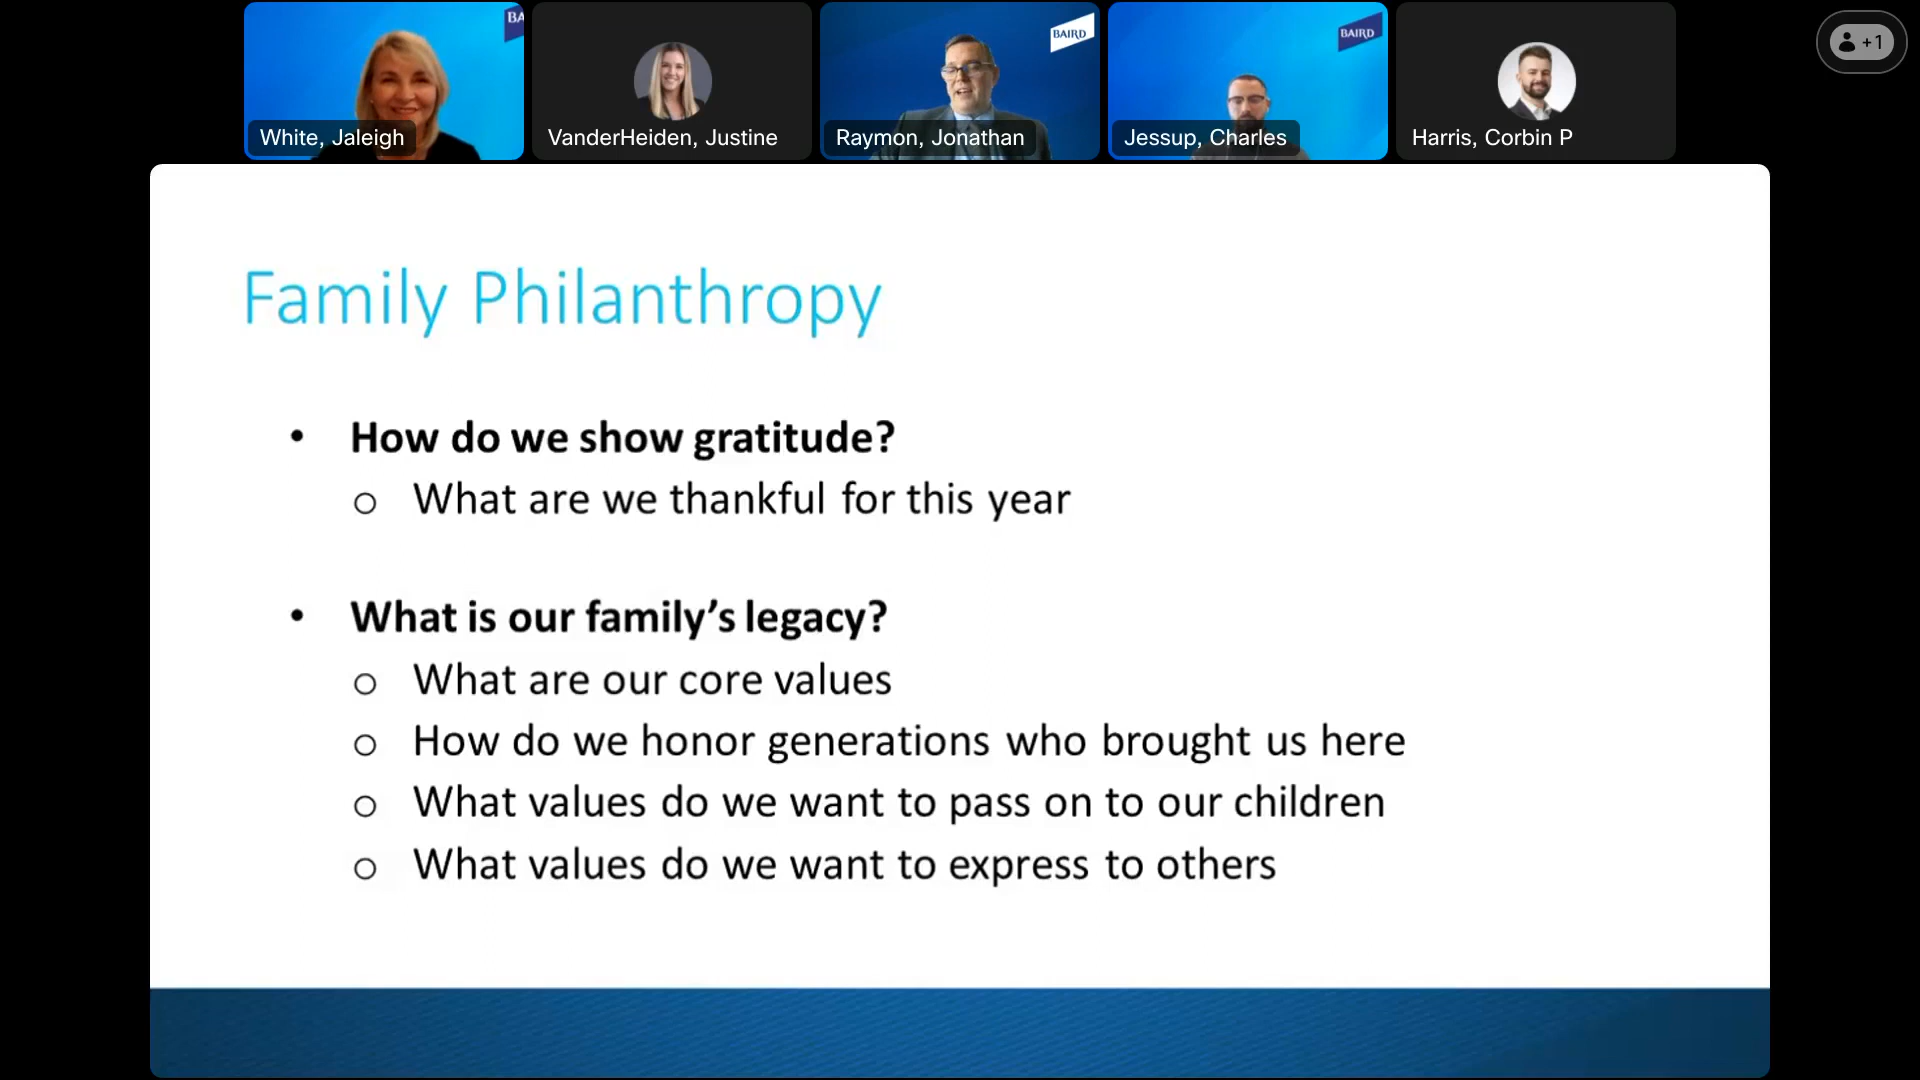 BA
BAIRD
BAIRD
+1
White, Jaleigh
VanderHeiden, Justine
Raymon, Jonathan
Jessup, Charles
Harris, Corbin P
Family Philanthropy
• How do we show gratitude?
o What are we thankful for this year
• What is our family’s legacy?
o What are our core values
o How do we honor generations who brought us here
o What values do we want to pass on to our children
o What values do we want to express to others